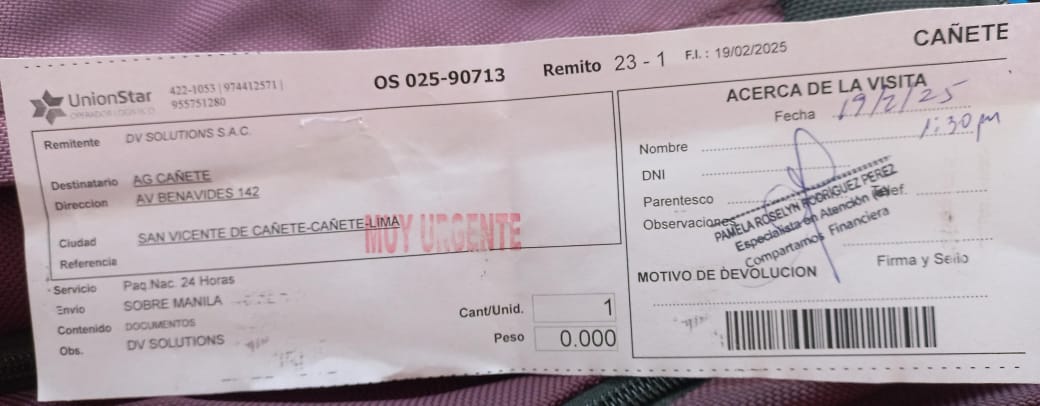 UnionStar
OPERADOR LOGISTICO
422-1053 | 974412571 |
955751280
OS 025-90713
Remito 23 - 1
F.I. : 19/02/2025
CAÑETE
Remitente DV SOLUTIONS S.A.C.
Destinatario AG CAÑETE
Direccion AV BENAVIDES 142
Ciudad SAN VICENTE DE CAÑETE-CAÑETE-LIMA
Referencia
MUY URGENTE
Servicio Paq.Nac. 24 Horas
Envio SOBRE MANILA
Contenido DOCUMENTOS
Obs. DV SOLUTIONS
Cant/Unid. 1
Peso 0.000
ACERCA DE LA VISITA
Fecha 19/2/25
1:30 pm
Nombre
DNI
Parentesco
Telef.
Observaciones
PAMELA ROSELYN RODRÍGUEZ PEREZ
Especialista en Atención
Compartamos Financiera
MOTIVO DE DEVOLUCION
Firma y Sello